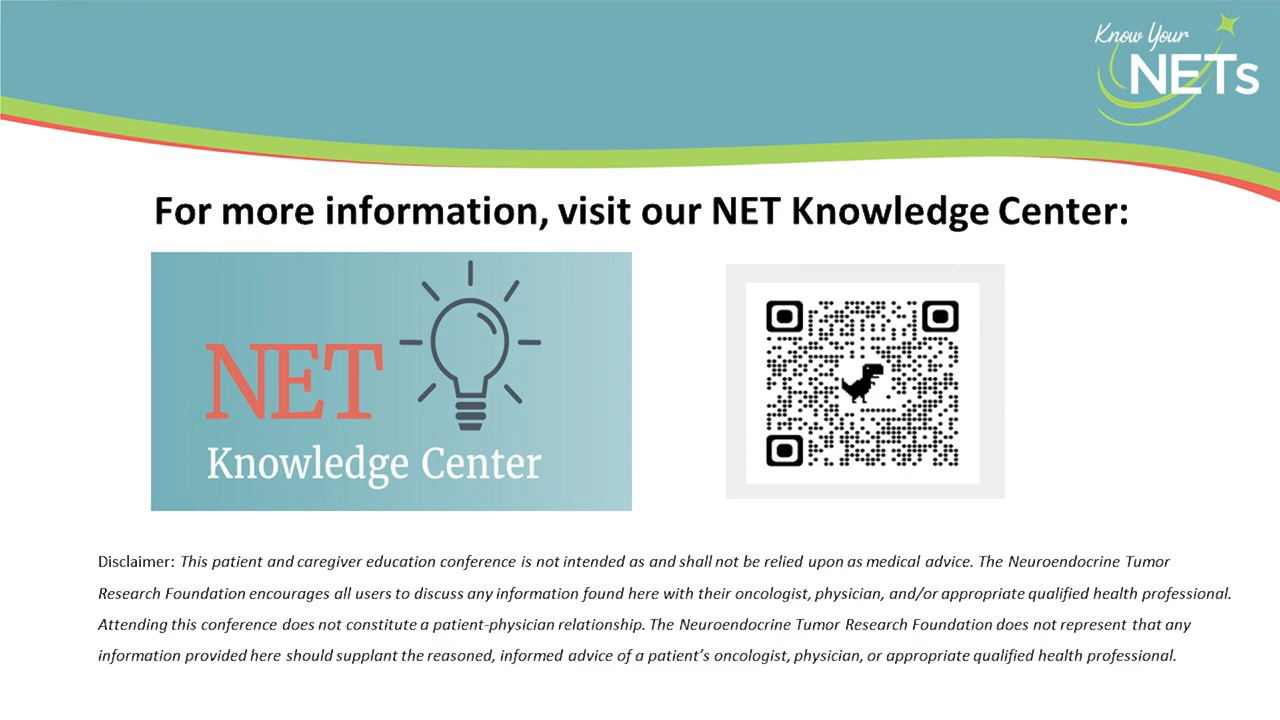 Know Your
NETs
For more information, visit our NET Knowledge Center:
NET
Knowledge Center
Disclaimer: This patient and caregiver education conference is not intended as and shall not be relied upon as medical advice. The Neuroendocrine Tumor
Research Foundation encourages all users to discuss any information found here with their oncologist, physician, and/or appropriate qualified health professional.
Attending this conference does not constitute a patient-physician relationship. The Neuroendocrine Tumor Research Foundation does not represent that any
information provided here should supplant the reasoned, informed advice of a patient’s oncologist, physician, or appropriate qualified health professional.